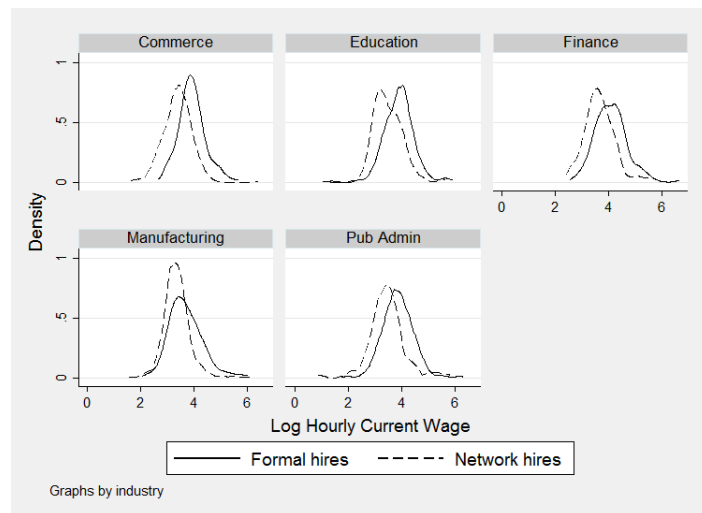 Commerce
Education
Finance
Density
0 .5 1
0 2 4 6
Manufacturing
Pub Admin
0 .5 1
0 2 4 6
0 2 4 6
Log Hourly Current Wage
Formal hires
Network hires
Graphs by industry